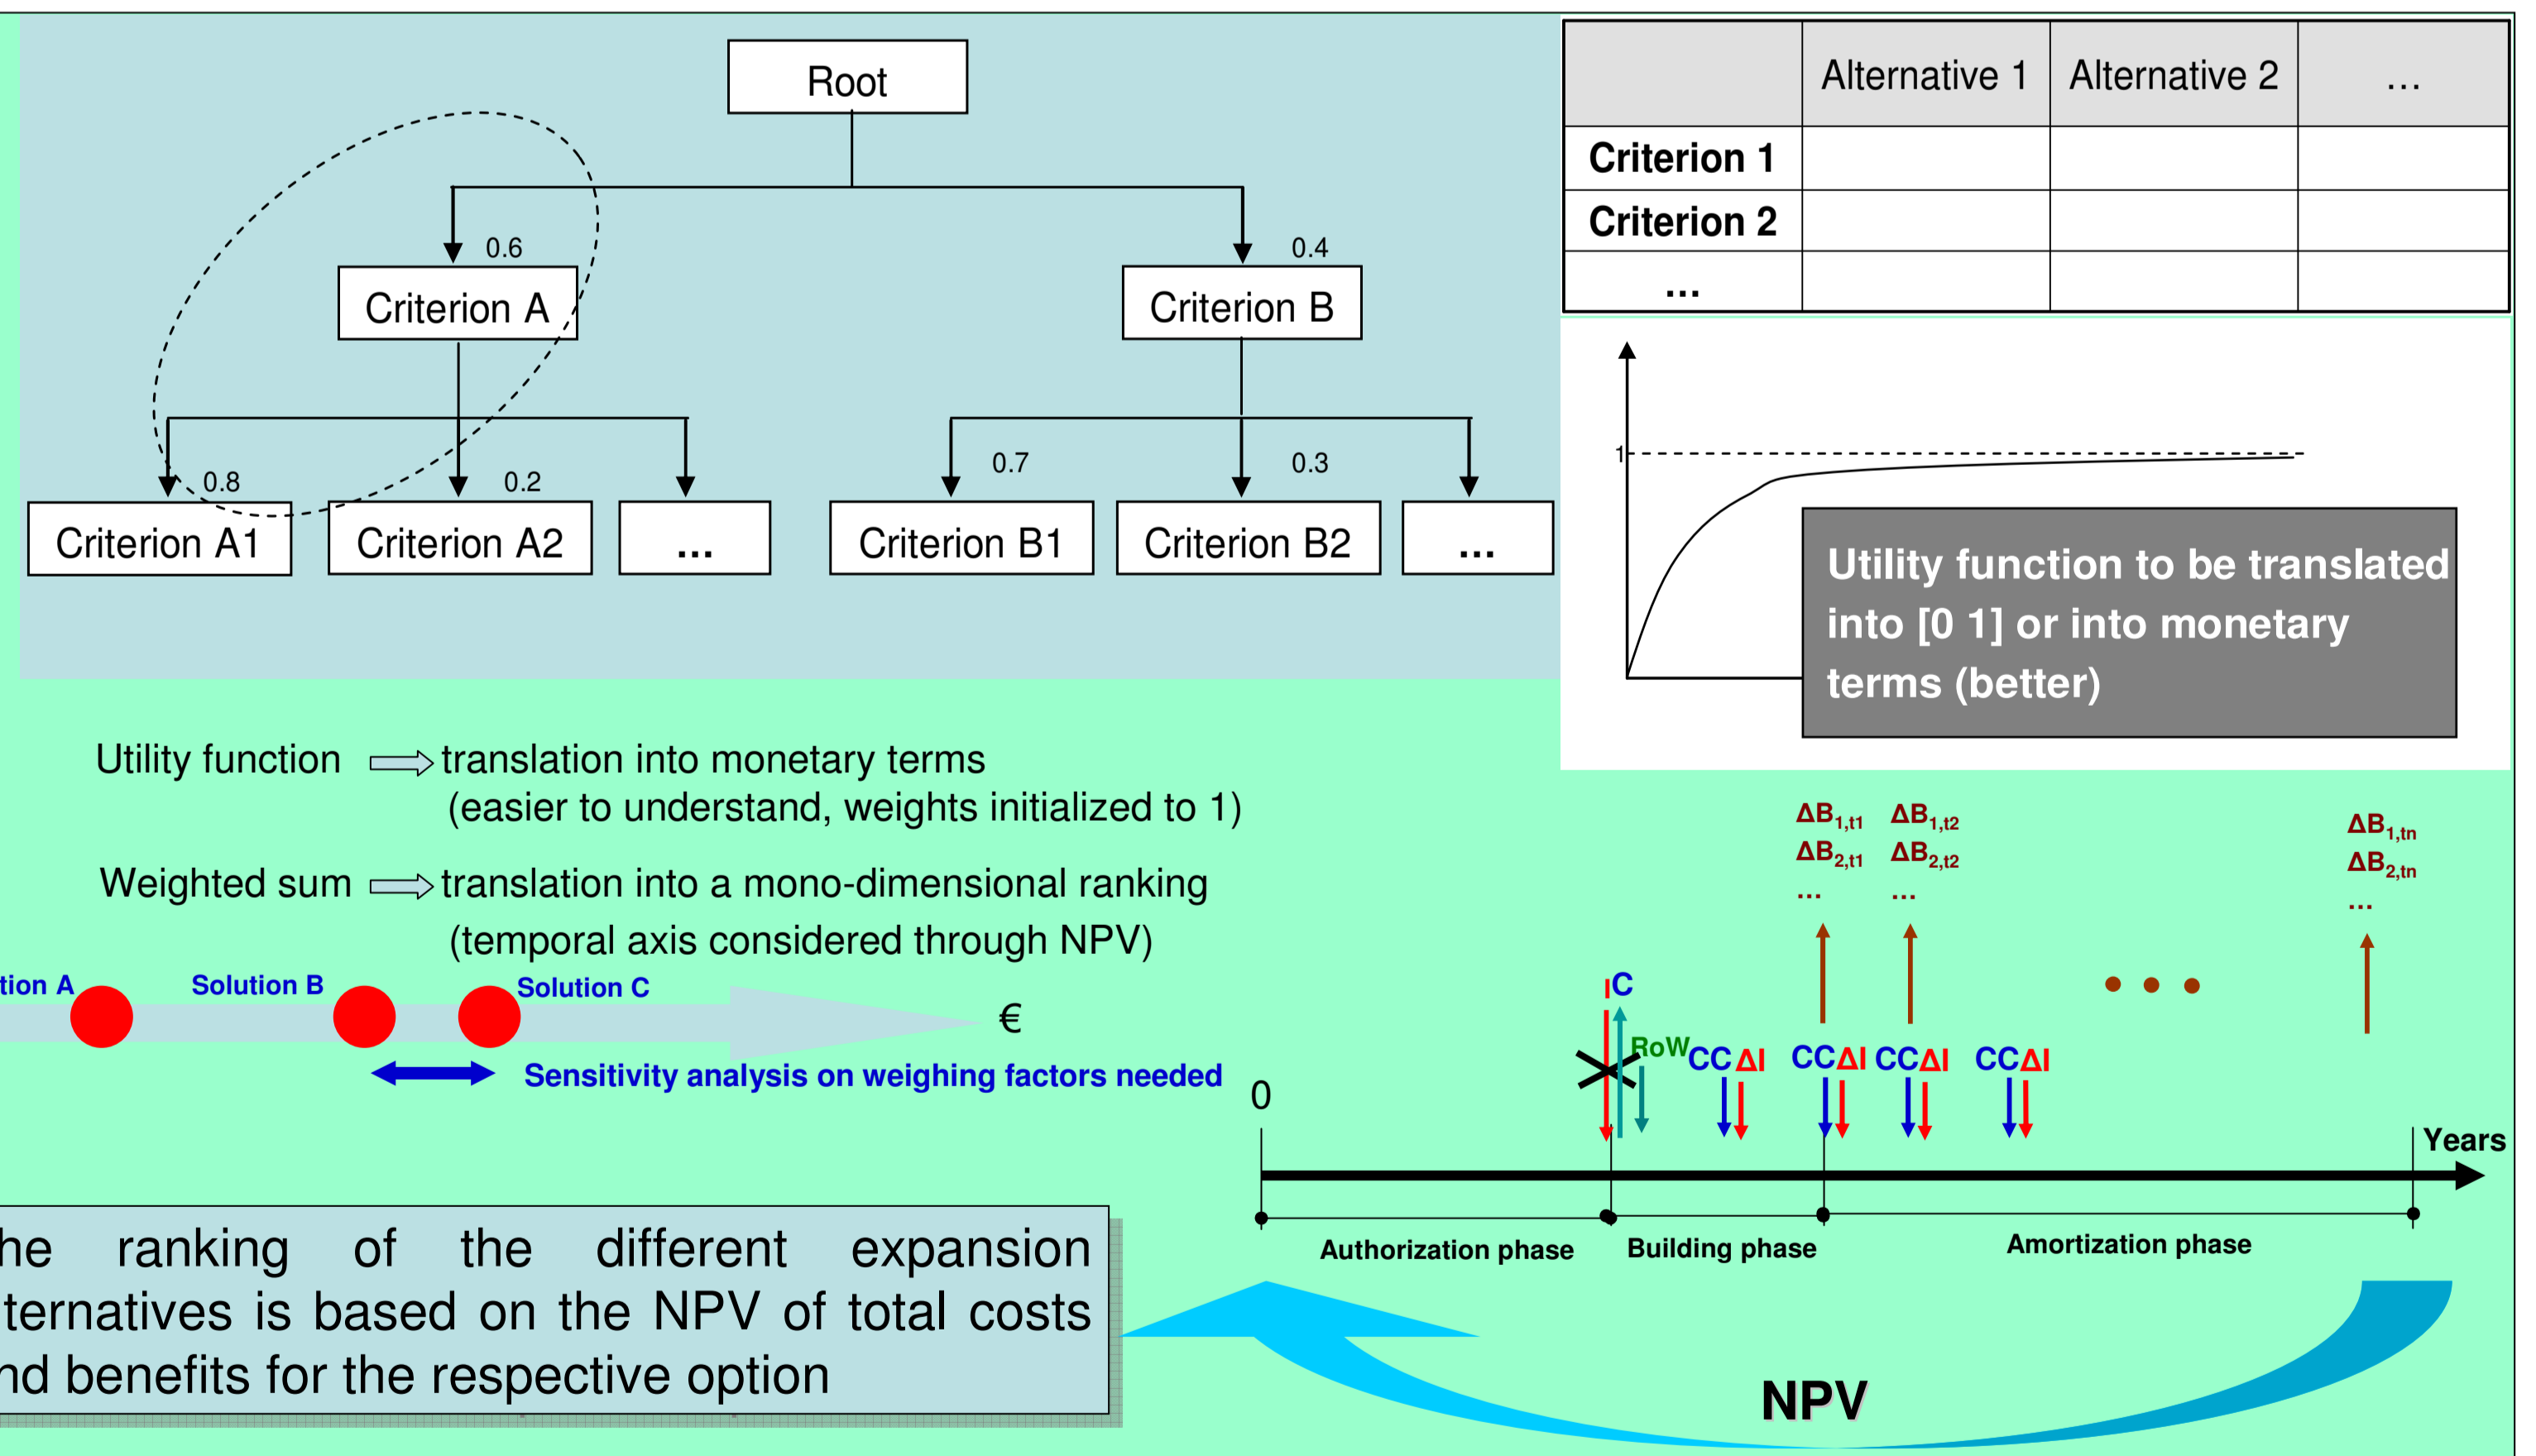 Root
0.6
0.4
Criterion A
Criterion B
0.8
0.2
0.7
0.3
Criterion A1
Criterion A2
...
Criterion B1
Criterion B2
...
Alternative 1
Alternative 2
...
Criterion 1
Criterion 2
...
1
Utility function to be translated
into [0 1] or into monetary
terms (better)
Utility function translation into monetary terms
(easier to understand, weights initialized to 1)
Weighted sum translation into a mono-dimensional ranking
(temporal axis considered through NPV)
tion A
Solution B
Solution C
€
Sensitivity analysis on weighing factors needed
ΔB1,t1 ΔB1,t2 ΔB1,tn
ΔB2,t1 ΔB2,t2 ΔB2,tn
... ... ...
I C
RoW
CC ΔI CC ΔI CC ΔI CC ΔI
0
Years
Authorization phase
Building phase
Amortization phase
he ranking of the different expansion
ternatives is based on the NPV of total costs
nd benefits for the respective option
NPV